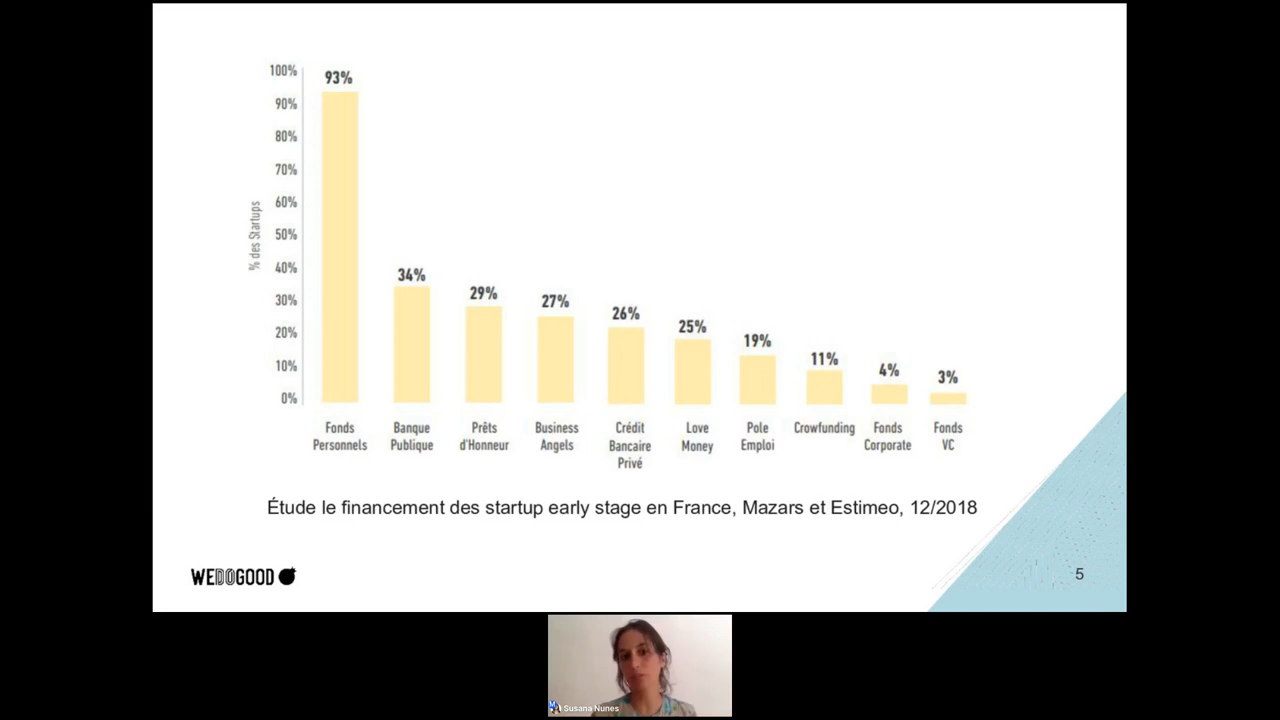 100%
90%
80%
70%
60%
50%
40%
30%
20%
10%
0%
% des Startups
93%
34%
29%
27%
26%
25%
19%
11%
4%
3%
Fonds
Personnels
Banque
Publique
Prêts
d'Honneur
Business
Angels
Crédit
Bancaire
Privé
Love
Money
Pole
Emploi
Crowfunding
Fonds
Corporate
Fonds
VC
Étude le financement des startup early stage en France, Mazars et Estimeo, 12/2018
WEDOGOOD
5
Susana Nunes